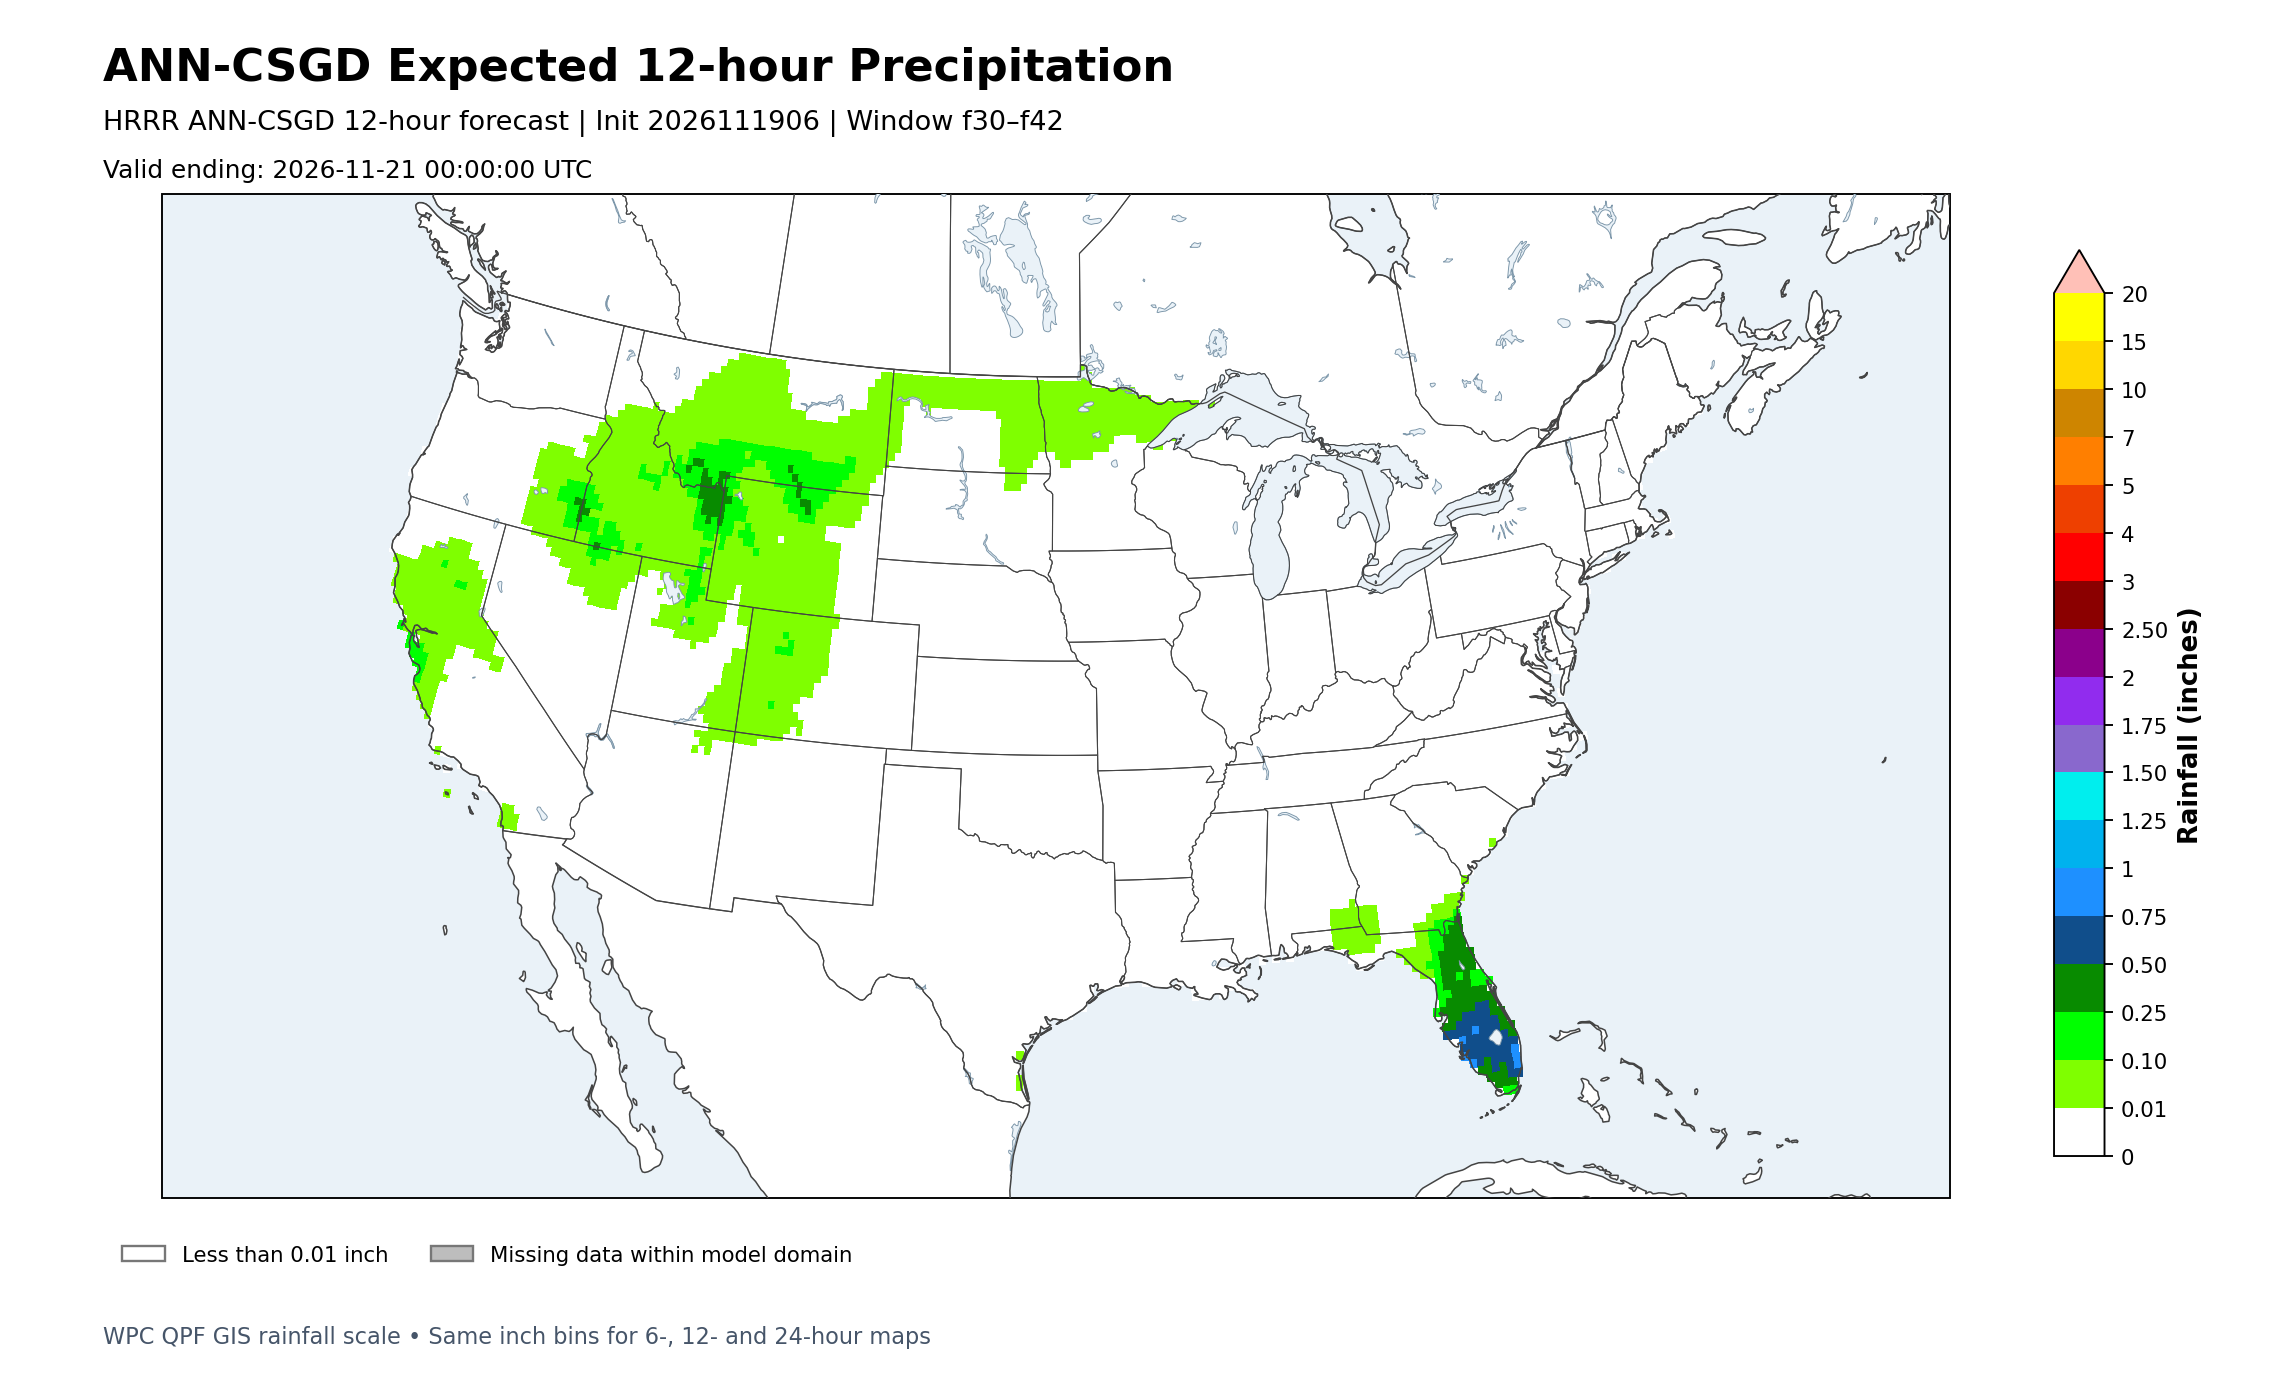 ANN-CSGD Expected 12-hour Precipitation
HRRR ANN-CSGD 12-hour forecast | Init 2026111906 | Window f30–f42
Valid ending: 2026-11-21 00:00:00 UTC
20
15
10
7
5
4
3
2.50
2
1.75
1.50
1.25
1
0.75
0.50
0.25
0.10
0.01
0
Rainfall (inches)
Less than 0.01 inch
Missing data within model domain
WPC QPF GIS rainfall scale • Same inch bins for 6-, 12- and 24-hour maps